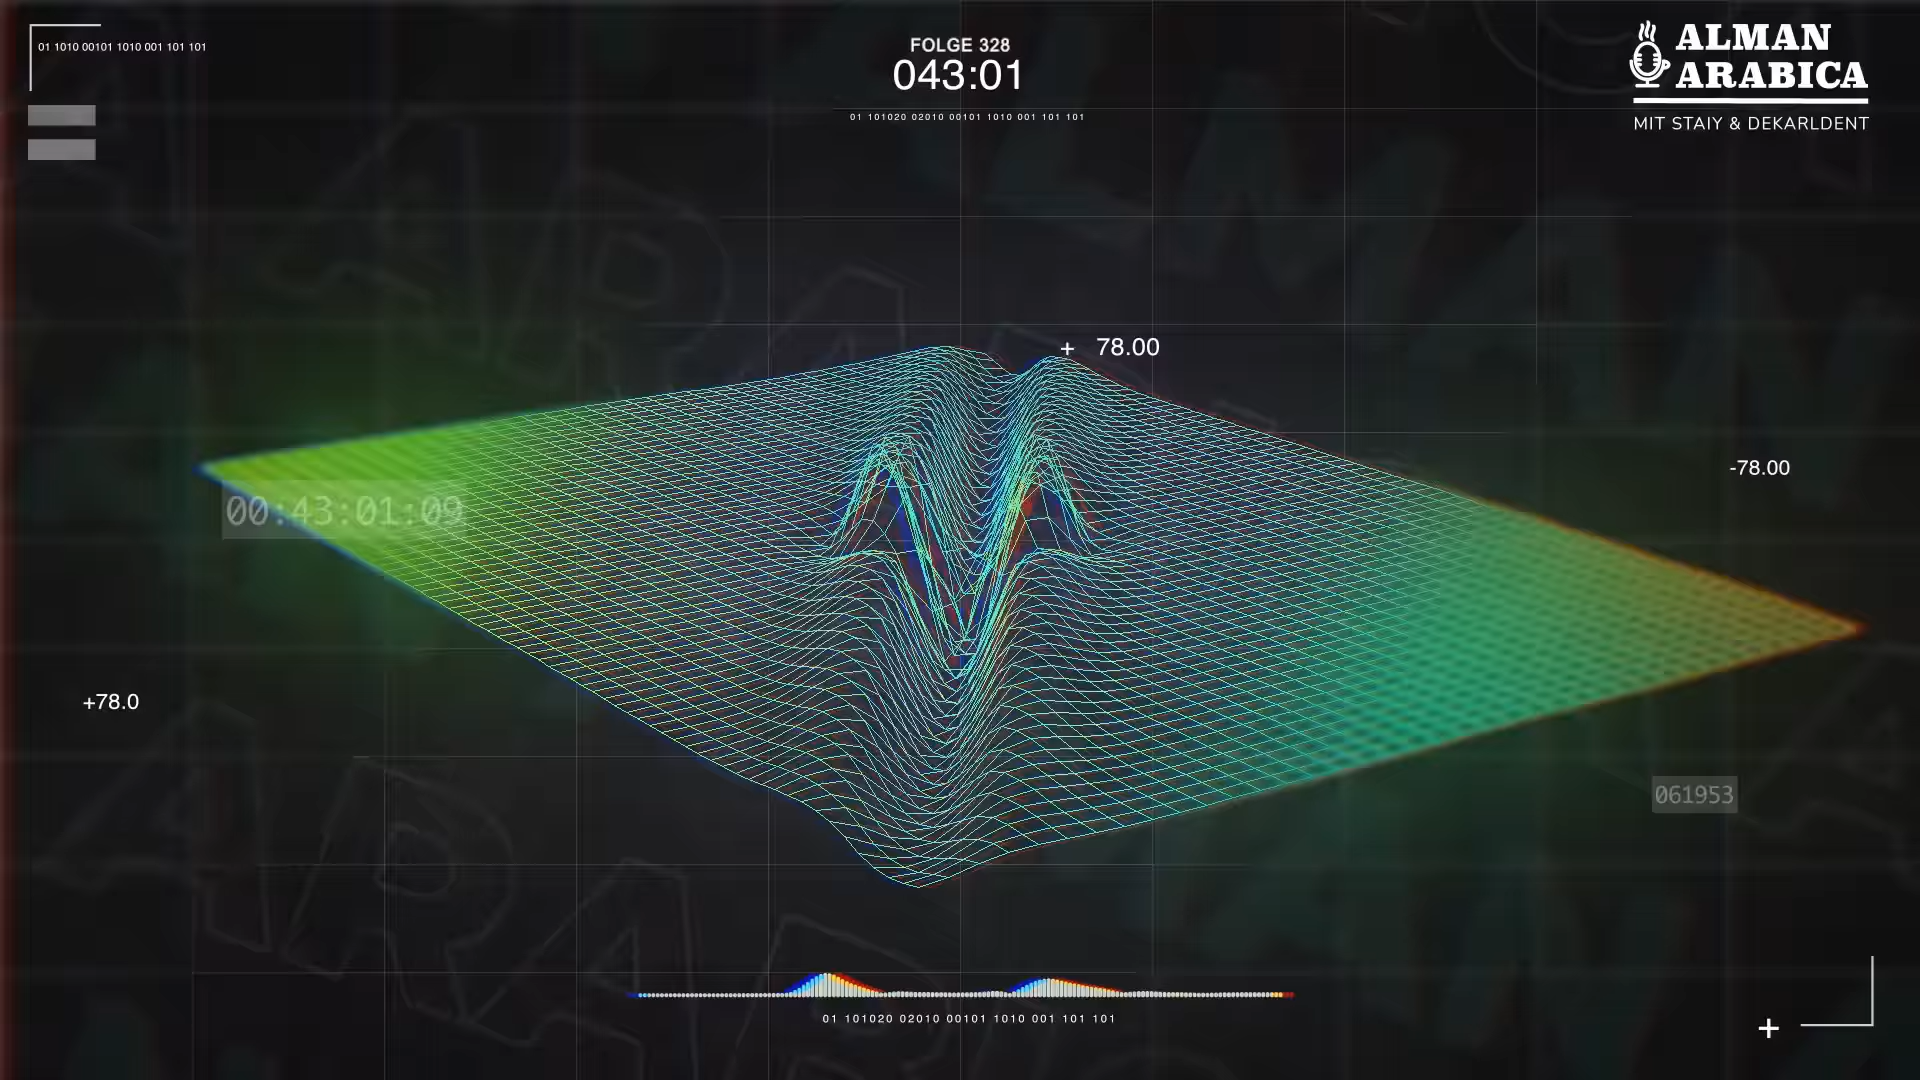 01 1010 00101 1010 001 101 101
FOLGE 328
043:01
01 101020 02010 00101 1010 001 101 101
ALMAN
ARABICA
MIT STAIY & DEKARLDENT
+ 78.00
-78.00
00:43:01:09
+78.0
061953
01 101020 02010 00101 1010 001 101 101
+